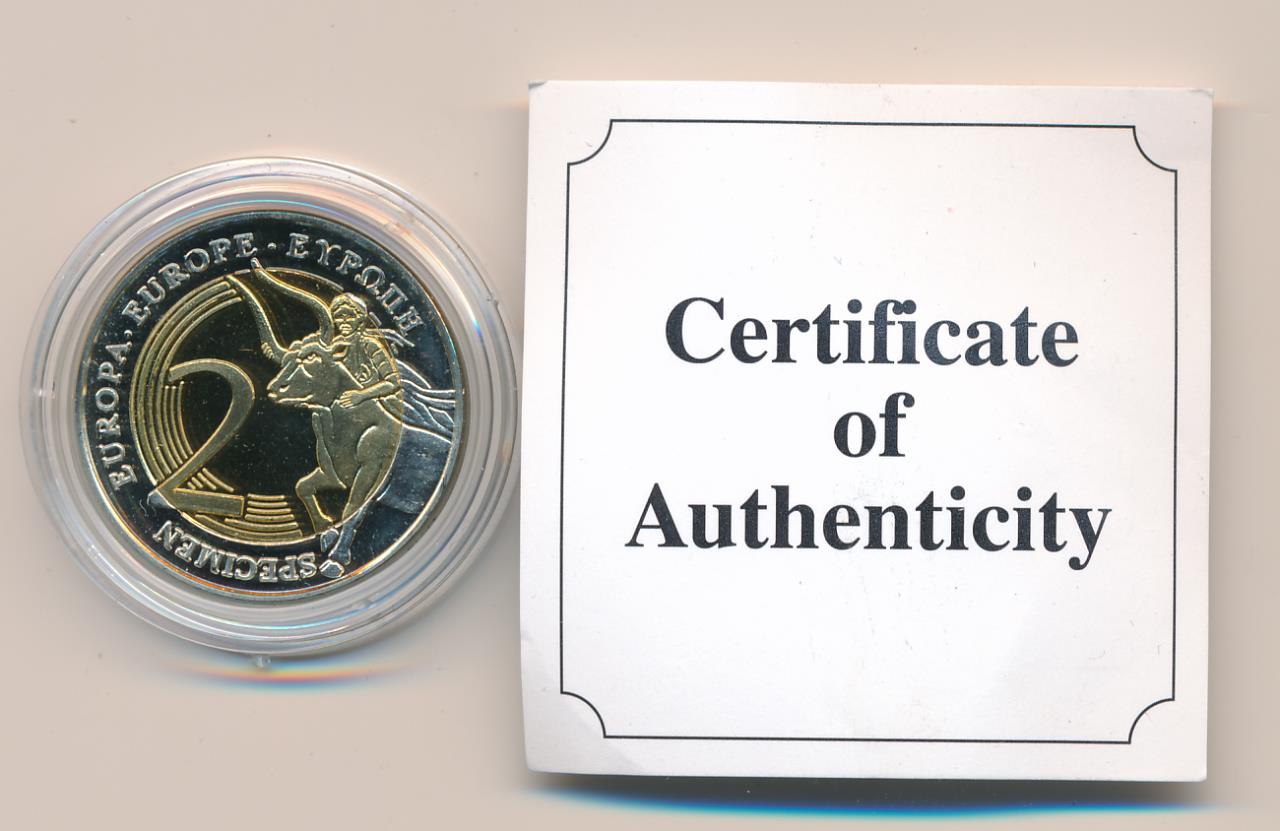 EUROPA · EUROPE · ΕΥΡΩΠΗ
2
SPECIMEN
Certificate
of
Authenticity